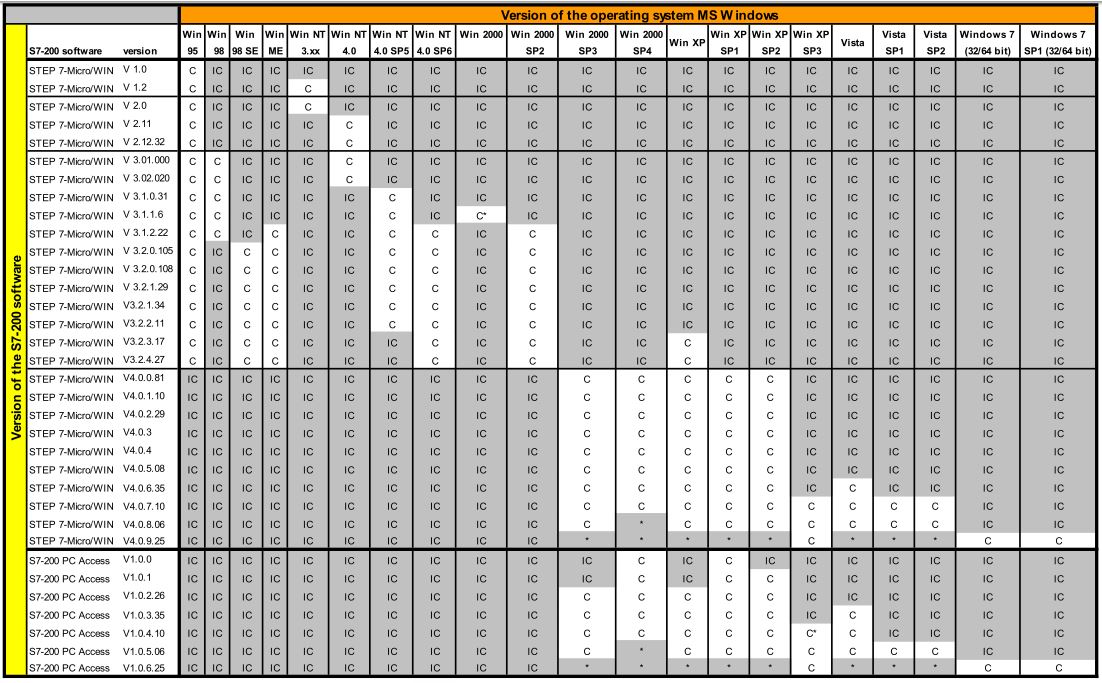 Version of the operating system MS Windows
Win Win Win Win Win NT Win NT Win NT Win NT Win 2000 Win 2000 Win 2000 Win 2000 Win XP Win XP Win XP Win XP Vista Vista Vista Windows 7 Windows 7
S7-200 software version 95 98 98 SE ME 3.xx 4.0 4.0 SP5 4.0 SP6 SP2 SP3 SP4 SP1 SP2 SP3 SP1 SP2 (32/64 bit) SP1 (32/64 bit)
Version of the S7-200 software
STEP 7-Micro/WIN V 1.0 C IC IC IC IC IC IC IC IC IC IC IC IC IC IC IC IC IC IC IC IC
STEP 7-Micro/WIN V 1.2 C IC IC IC C IC IC IC IC IC IC IC IC IC IC IC IC IC IC IC IC
STEP 7-Micro/WIN V 2.0 C IC IC IC C IC IC IC IC IC IC IC IC IC IC IC IC IC IC IC IC
STEP 7-Micro/WIN V 2.11 C IC IC IC IC C IC IC IC IC IC IC IC IC IC IC IC IC IC IC IC
STEP 7-Micro/WIN V 2.12.32 C IC IC IC IC C IC IC IC IC IC IC IC IC IC IC IC IC IC IC IC
STEP 7-Micro/WIN V 3.01.000 C C IC IC IC C IC IC IC IC IC IC IC IC IC IC IC IC IC IC IC
STEP 7-Micro/WIN V 3.02.020 C C IC IC IC C IC IC IC IC IC IC IC IC IC IC IC IC IC IC IC
STEP 7-Micro/WIN V 3.1.0.31 C C IC IC IC IC C IC IC IC IC IC IC IC IC IC IC IC IC IC IC
STEP 7-Micro/WIN V 3.1.1.6 C C IC IC IC IC C IC C* IC IC IC IC IC IC IC IC IC IC IC IC
STEP 7-Micro/WIN V 3.1.2.22 C C IC C IC IC C C IC C IC IC IC IC IC IC IC IC IC IC IC
STEP 7-Micro/WIN V 3.2.0.105 C IC C C IC IC C C IC C IC IC IC IC IC IC IC IC IC IC IC
STEP 7-Micro/WIN V 3.2.0.108 C IC C C IC IC C C IC C IC IC IC IC IC IC IC IC IC IC IC
STEP 7-Micro/WIN V 3.2.1.29 C IC C C IC IC C C IC C IC IC IC IC IC IC IC IC IC IC IC
STEP 7-Micro/WIN V3.2.1.34 C IC C C IC IC C C IC C IC IC IC IC IC IC IC IC IC IC IC
STEP 7-Micro/WIN V3.2.2.11 C IC C C IC IC C C IC C IC IC IC IC IC IC IC IC IC IC IC
STEP 7-Micro/WIN V3.2.3.17 C IC C C IC IC IC C IC C IC IC C IC IC IC IC IC IC IC IC
STEP 7-Micro/WIN V3.2.4.27 C IC C C IC IC IC C IC C IC IC C IC IC IC IC IC IC IC IC
STEP 7-Micro/WIN V4.0.0.81 IC IC IC IC IC IC IC IC IC IC C C C C C IC IC IC IC IC IC
STEP 7-Micro/WIN V4.0.1.10 IC IC IC IC IC IC IC IC IC IC C C C C C IC IC IC IC IC IC
STEP 7-Micro/WIN V4.0.2.29 IC IC IC IC IC IC IC IC IC IC C C C C C IC IC IC IC IC IC
STEP 7-Micro/WIN V4.0.3 IC IC IC IC IC IC IC IC IC IC C C C C C IC IC IC IC IC IC
STEP 7-Micro/WIN V4.0.4 IC IC IC IC IC IC IC IC IC IC C C C C C IC IC IC IC IC IC
STEP 7-Micro/WIN V4.0.5.08 IC IC IC IC IC IC IC IC IC IC C C C C C IC IC IC IC IC IC
STEP 7-Micro/WIN V4.0.6.35 IC IC IC IC IC IC IC IC IC IC C C C C C IC C IC IC IC IC
STEP 7-Micro/WIN V4.0.7.10 IC IC IC IC IC IC IC IC IC IC C C C C C C C C C IC IC
STEP 7-Micro/WIN V4.0.8.06 IC IC IC IC IC IC IC IC IC IC C * C C C C C C C IC IC
STEP 7-Micro/WIN V4.0.9.25 IC IC IC IC IC IC IC IC IC IC * * * * * C * * * C C
S7-200 PC Access V1.0.0 IC IC IC IC IC IC IC IC IC IC IC C IC C IC IC IC IC IC IC IC
S7-200 PC Access V1.0.1 IC IC IC IC IC IC IC IC IC IC IC C IC C C IC IC IC IC IC IC
S7-200 PC Access V1.0.2.26 IC IC IC IC IC IC IC IC IC IC C C C C C IC IC IC IC IC IC
S7-200 PC Access V1.0.3.35 IC IC IC IC IC IC IC IC IC IC C C C C C IC C IC IC IC IC
S7-200 PC Access V1.0.4.10 IC IC IC IC IC IC IC IC IC IC C C C C C C* C IC IC IC IC
S7-200 PC Access V1.0.5.06 IC IC IC IC IC IC IC IC IC IC C * C C C C C C C IC IC
S7-200 PC Access V1.0.6.25 IC IC IC IC IC IC IC IC IC IC * * * * * C * * * C C